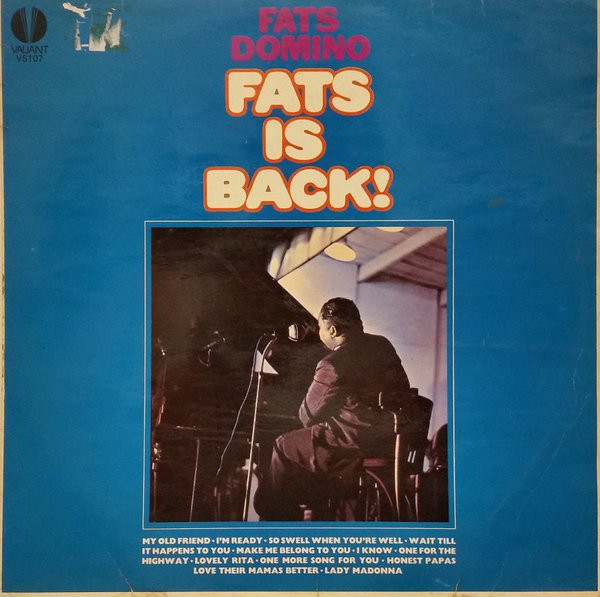 VALIANT
VS107
FATS
DOMINO
FATS
IS
BACK!
MY OLD FRIEND · I'M READY · SO SWELL WHEN YOU'RE WELL · WAIT TILL
IT HAPPENS TO YOU · MAKE ME BELONG TO YOU · I KNOW · ONE FOR THE
HIGHWAY · LOVELY RITA · ONE MORE SONG FOR YOU · HONEST PAPAS
LOVE THEIR MAMAS BETTER · LADY MADONNA